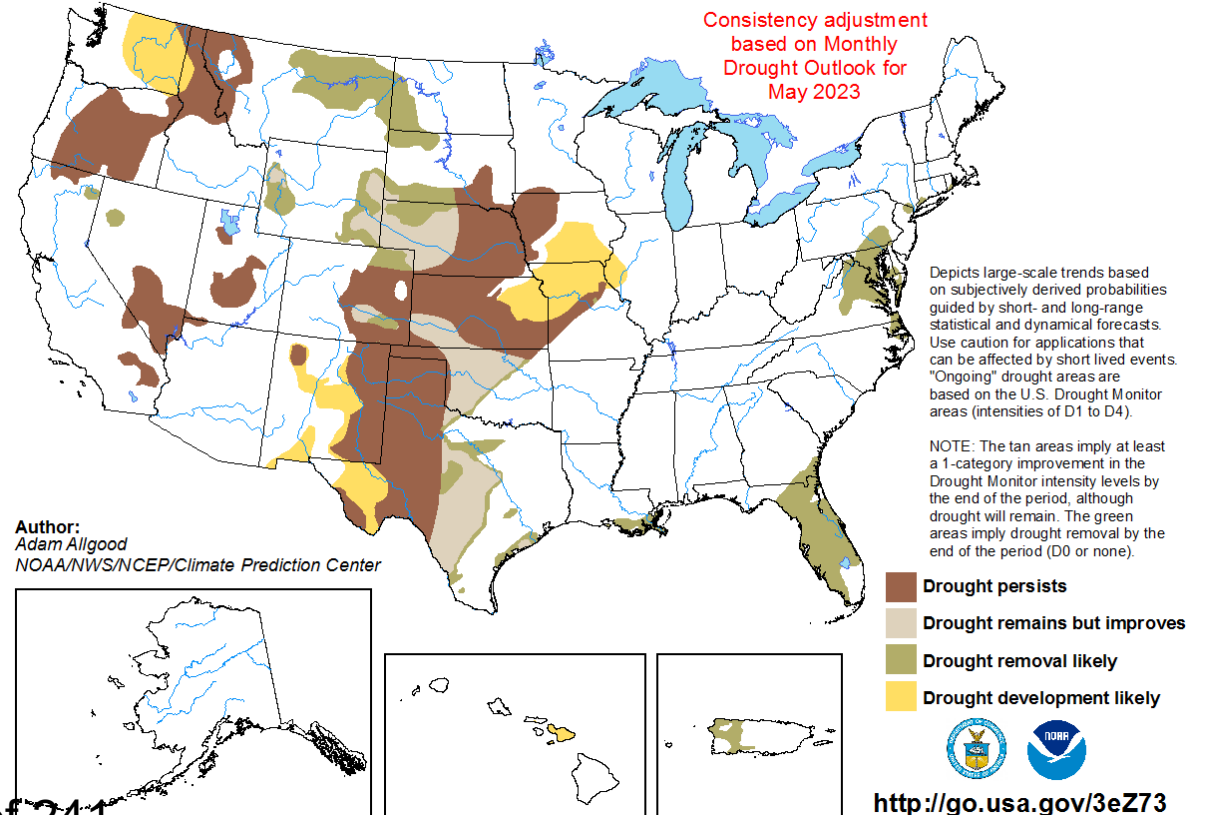 Consistency adjustment
based on Monthly
Drought Outlook for
May 2023
Depicts large-scale trends based
on subjectively derived probabilities
guided by short- and long-range
statistical and dynamical forecasts.
Use caution for applications that
can be affected by short lived events.
"Ongoing" drought areas are
based on the U.S. Drought Monitor
areas (intensities of D1 to D4).
NOTE: The tan areas imply at least
a 1-category improvement in the
Drought Monitor intensity levels by
the end of the period, although
drought will remain. The green
areas imply drought removal by the
end of the period (D0 or none).
Author:
Adam Allgood
NOAA/NWS/NCEP/Climate Prediction Center
Drought persists
Drought remains but improves
Drought removal likely
Drought development likely
NOAA
http://go.usa.gov/3eZ73
of 241